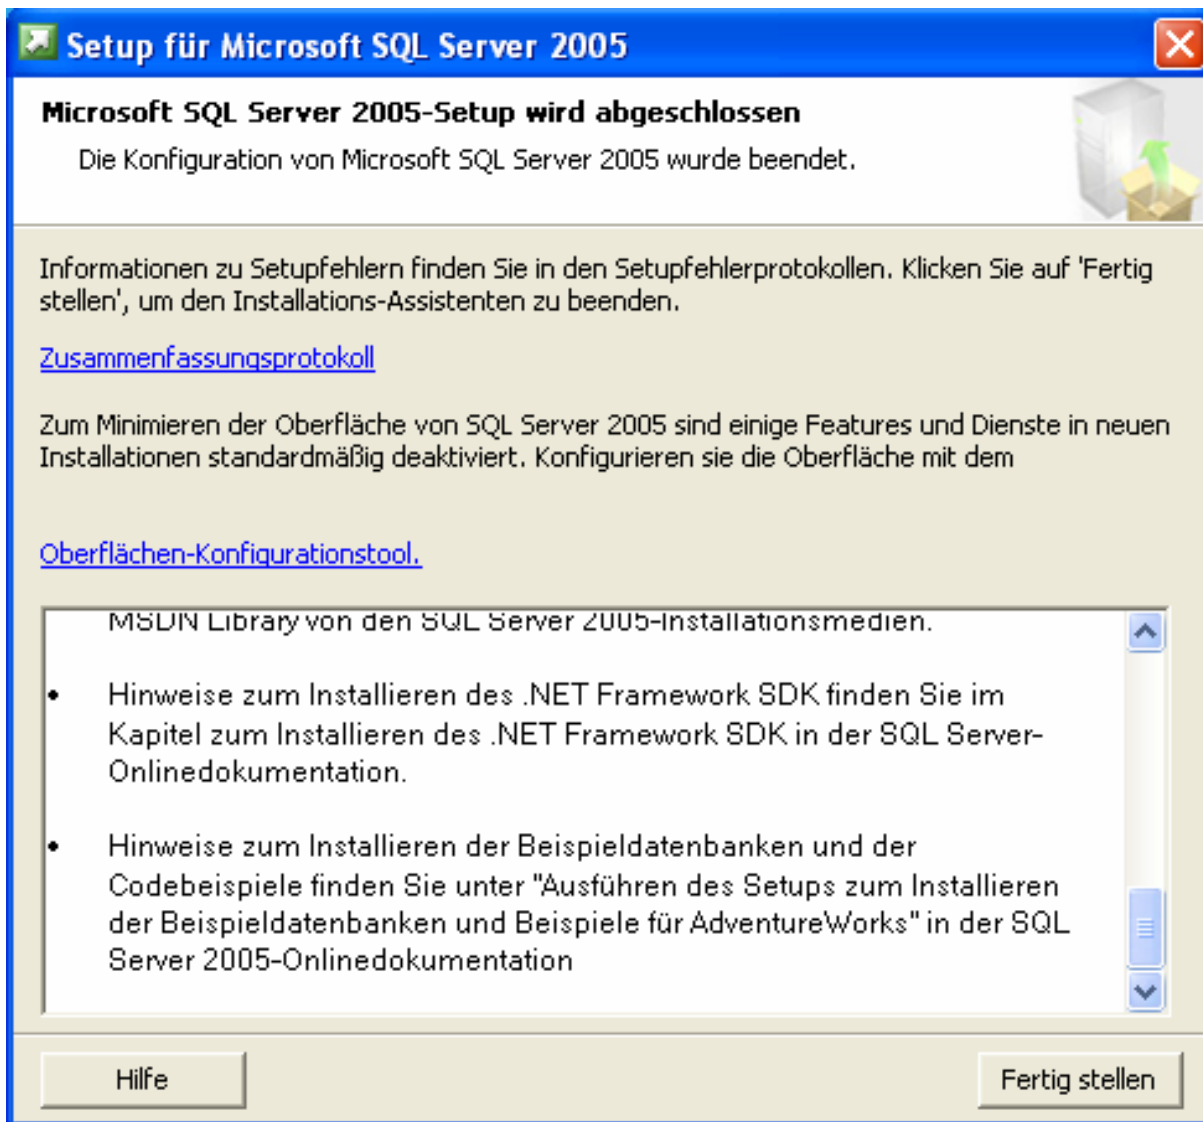 Setup für Microsoft SQL Server 2005
Microsoft SQL Server 2005-Setup wird abgeschlossen
Die Konfiguration von Microsoft SQL Server 2005 wurde beendet.
Informationen zu Setupfehlern finden Sie in den Setupfehlerprotokollen. Klicken Sie auf 'Fertig
stellen', um den Installations-Assistenten zu beenden.
Zusammenfassungsprotokoll
Zum Minimieren der Oberfläche von SQL Server 2005 sind einige Features und Dienste in neuen
Installationen standardmäßig deaktiviert. Konfigurieren sie die Oberfläche mit dem
Oberflächen-Konfigurationstool.
MSDN Library von den SQL Server 2005-Installationsmedien.
• Hinweise zum Installieren des .NET Framework SDK finden Sie im
Kapitel zum Installieren des .NET Framework SDK in der SQL Server-
Onlinedokumentation.
• Hinweise zum Installieren der Beispieldatenbanken und der
Codebeispiele finden Sie unter "Ausführen des Setups zum Installieren
der Beispieldatenbanken und Beispiele für AdventureWorks" in der SQL
Server 2005-Onlinedokumentation
Hilfe
Fertig stellen